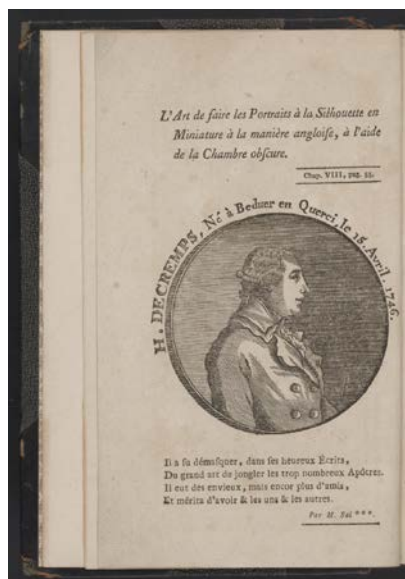 L'Art de faire les Portraits à la Silhouette en
Miniature à la manière angloiſe, à l'aide
de la Chambre obſcure.
Chap. VIII, pag. 55.
H. DECREMPS, Né à Beduer en Querci, le 15. Avril. 1746.
Il a ſu démaſquer, dans ſes heureux Écrits,
Du grand art de jongler les trop nombreux Apôtres.
Il eut des envieux, mais encor plus d'amis,
Et mérita d'avoir & les uns & les autres.
Par M. Sal ***.